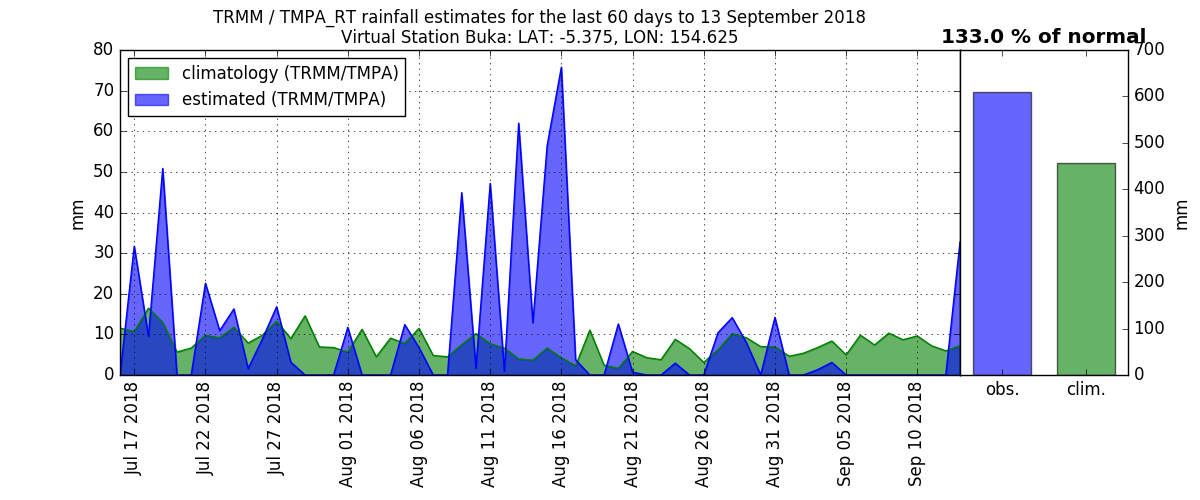 TRMM / TMPA_RT rainfall estimates for the last 60 days to 13 September 2018
Virtual Station Buka: LAT: -5.375, LON: 154.625
133.0 % of normal
climatology (TRMM/TMPA)
estimated (TRMM/TMPA)
mm
80
70
60
50
40
30
20
10
0
Jul 17 2018
Jul 22 2018
Jul 27 2018
Aug 01 2018
Aug 06 2018
Aug 11 2018
Aug 16 2018
Aug 21 2018
Aug 26 2018
Aug 31 2018
Sep 05 2018
Sep 10 2018
obs.
clim.
700
600
500
400
300
200
100
0
mm